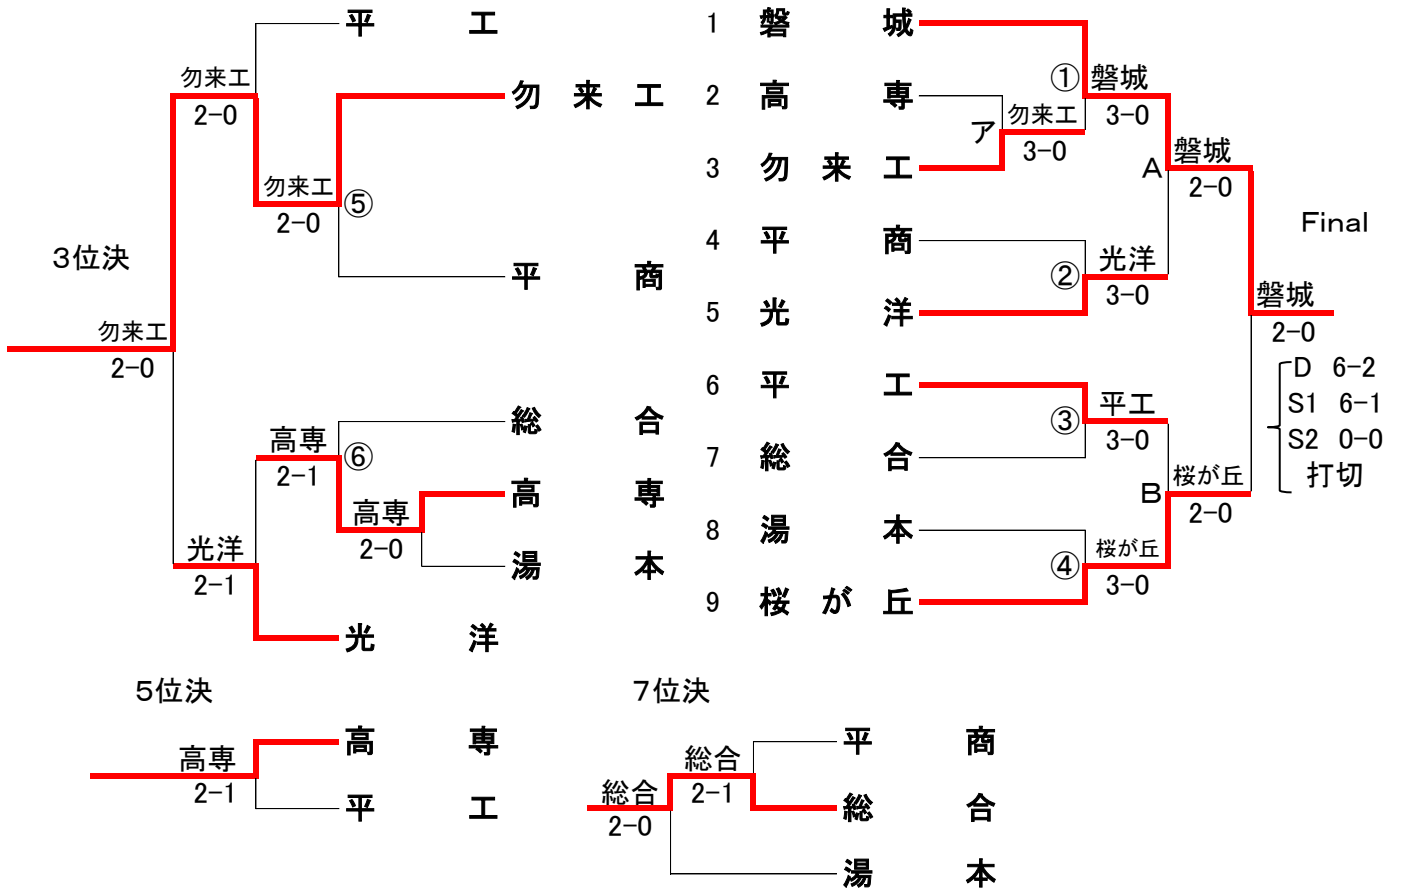 平工
勿来工
2-0
勿来工
勿来工
2-0
⑤
平商
3位決
勿来工
2-0
総合
高専
2-1
⑥
高専
高専
2-0
湯本
光洋
2-1
光洋
1 磐城
2 高専
3 勿来工
4 平商
5 光洋
6 平工
7 総合
8 湯本
9 桜が丘
ア
勿来工
3-0
① 磐城
3-0
② 光洋
3-0
③ 平工
3-0
④ 桜が丘
3-0
A 磐城
2-0
B 桜が丘
2-0
Final
磐城
2-0
D 6-2
S1 6-1
S2 0-0
打切
5位決
高専
高専
2-1
平工
7位決
平商
総合
2-1
総合
総合
2-0
湯本